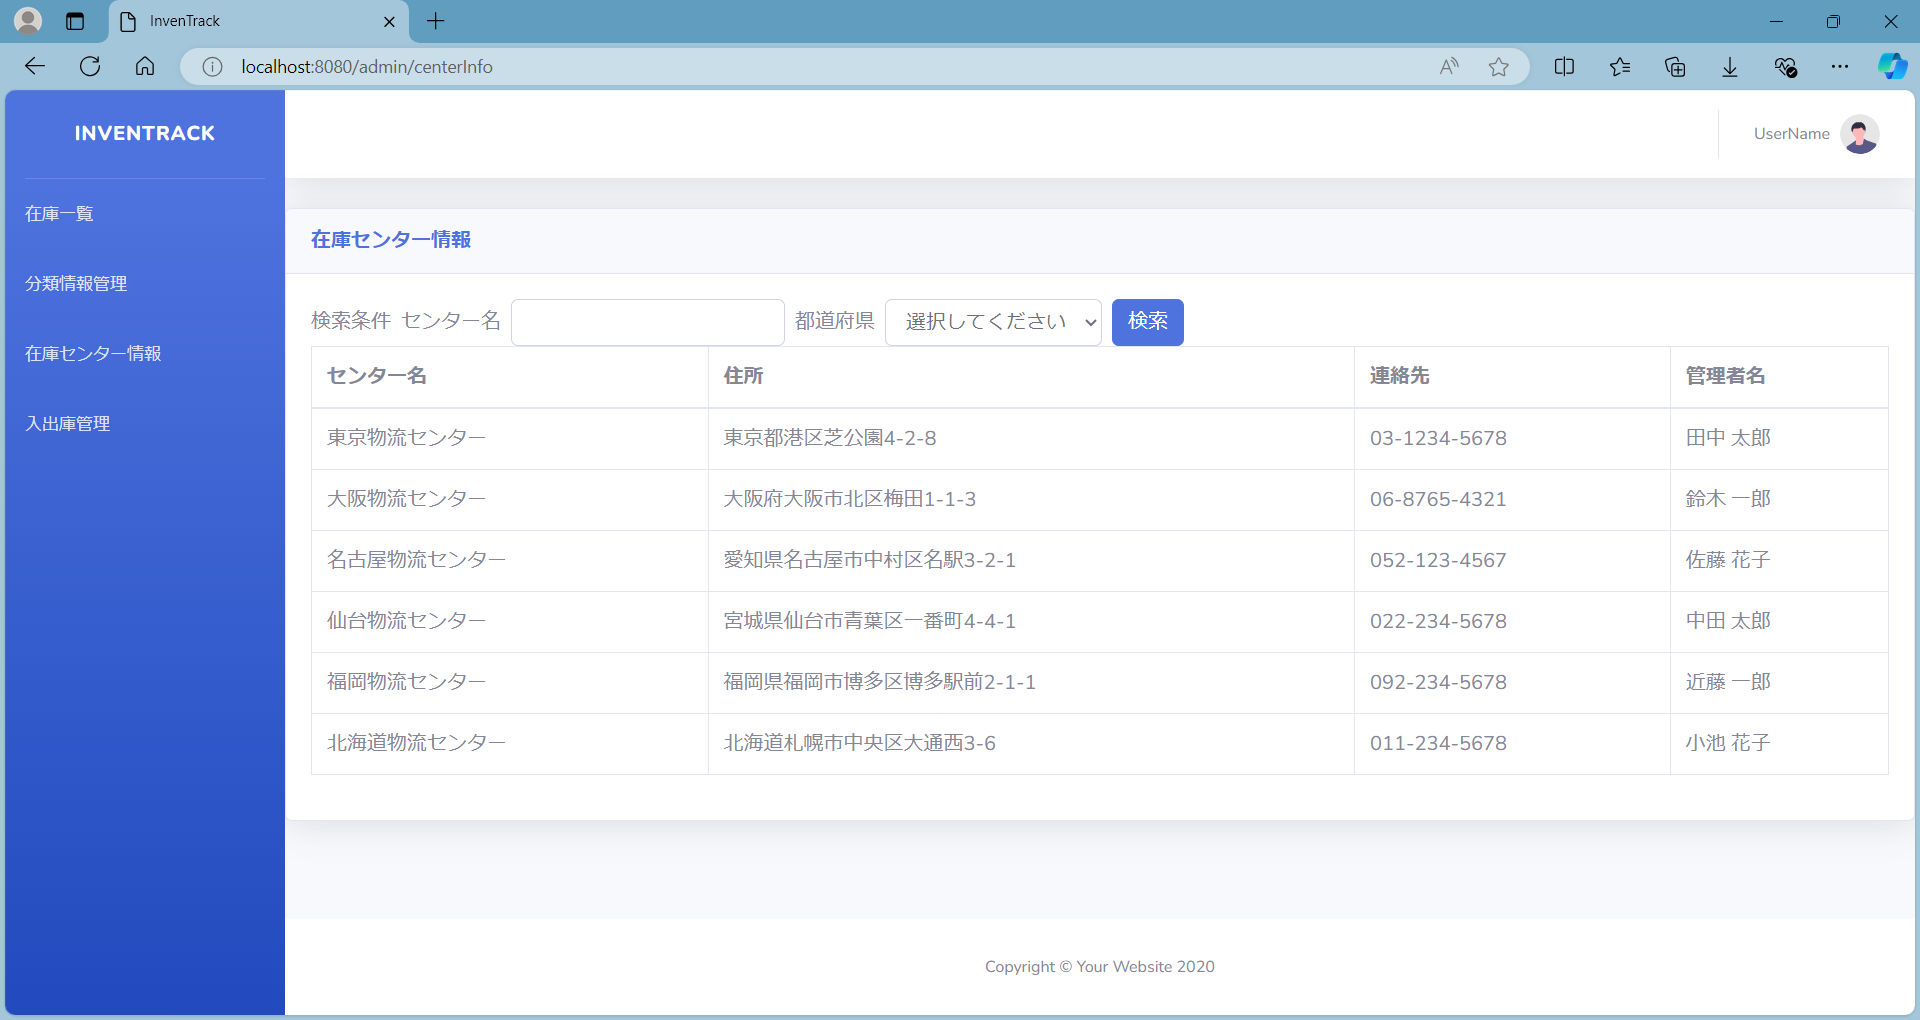 InvenTrack
localhost:8080/admin/centerInfo
INVENTRACK
UserName
在庫一覧
分類情報管理
在庫センター情報
入出庫管理
在庫センター情報
検索条件 センター名 都道府県 選択してください 検索
センター名 住所 連絡先 管理者名
東京物流センター 東京都港区芝公園4-2-8 03-1234-5678 田中 太郎
大阪物流センター 大阪府大阪市北区梅田1-1-3 06-8765-4321 鈴木 一郎
名古屋物流センター 愛知県名古屋市中村区名駅3-2-1 052-123-4567 佐藤 花子
仙台物流センター 宮城県仙台市青葉区一番町4-4-1 022-234-5678 中田 太郎
福岡物流センター 福岡県福岡市博多区博多駅前2-1-1 092-234-5678 近藤 一郎
北海道物流センター 北海道札幌市中央区大通西3-6 011-234-5678 小池 花子
Copyright © Your Website 2020